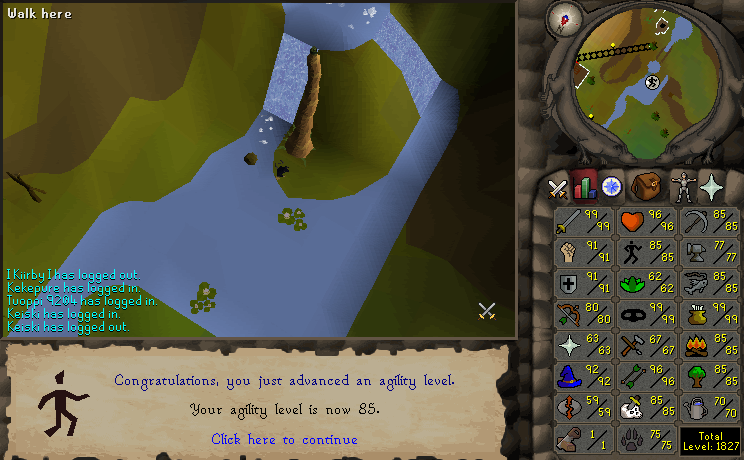 Walk here
I Kiirby I has logged out.
Kekepure has logged in.
Tuoppi 9204 has logged in.
Keiski has logged in.
Keiski has logged out.
Congratulations, you just advanced an agility level.
Your agility level is now 85.
Click here to continue
99/99 96/96 85/85
91/91 85/85 77/77
91/91 62/62 85/85
80/80 99/99 99/99
63/63 67/67 85/85
92/92 96/96 85/85
59/59 85/85 70/70
1/1 75/75 Total
Level: 1827